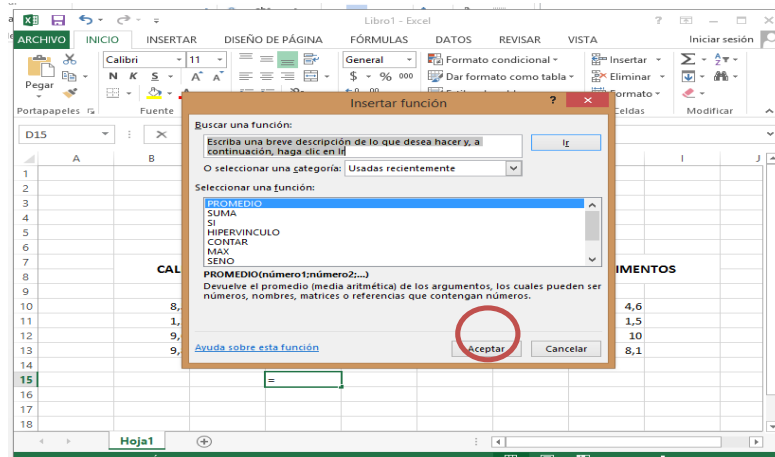 Libro1 - Excel
ARCHIVO INICIO INSERTAR DISEÑO DE PÁGINA FÓRMULAS DATOS REVISAR VISTA Iniciar sesión
Calibri 11 General Formato condicional Insertar
Pegar N K S A A $ % 000 Dar formato como tabla Eliminar
Formato
Portapapeles Fuente Celdas Modificar
Insertar función ?
D15
Buscar una función:
Escriba una breve descripción de lo que desea hacer y, a
continuación, haga clic en Ir
Ir
O seleccionar una categoría: Usadas recientemente
Seleccionar una función:
PROMEDIO
SUMA
SI
HIPERVINCULO
CONTAR
MAX
SENO
PROMEDIO(número1;número2;...)
Devuelve el promedio (media aritmética) de los argumentos, los cuales pueden ser
números, nombres, matrices o referencias que contengan números.
Ayuda sobre esta función
Aceptar Cancelar
A B I J
1
2
3
4
5
6
7
8 CAL IMENTOS
9
10 8, 4,6
11 1, 1,5
12 9, 10
13 9, 8,1
14
15 =
16
17
18
Hoja1